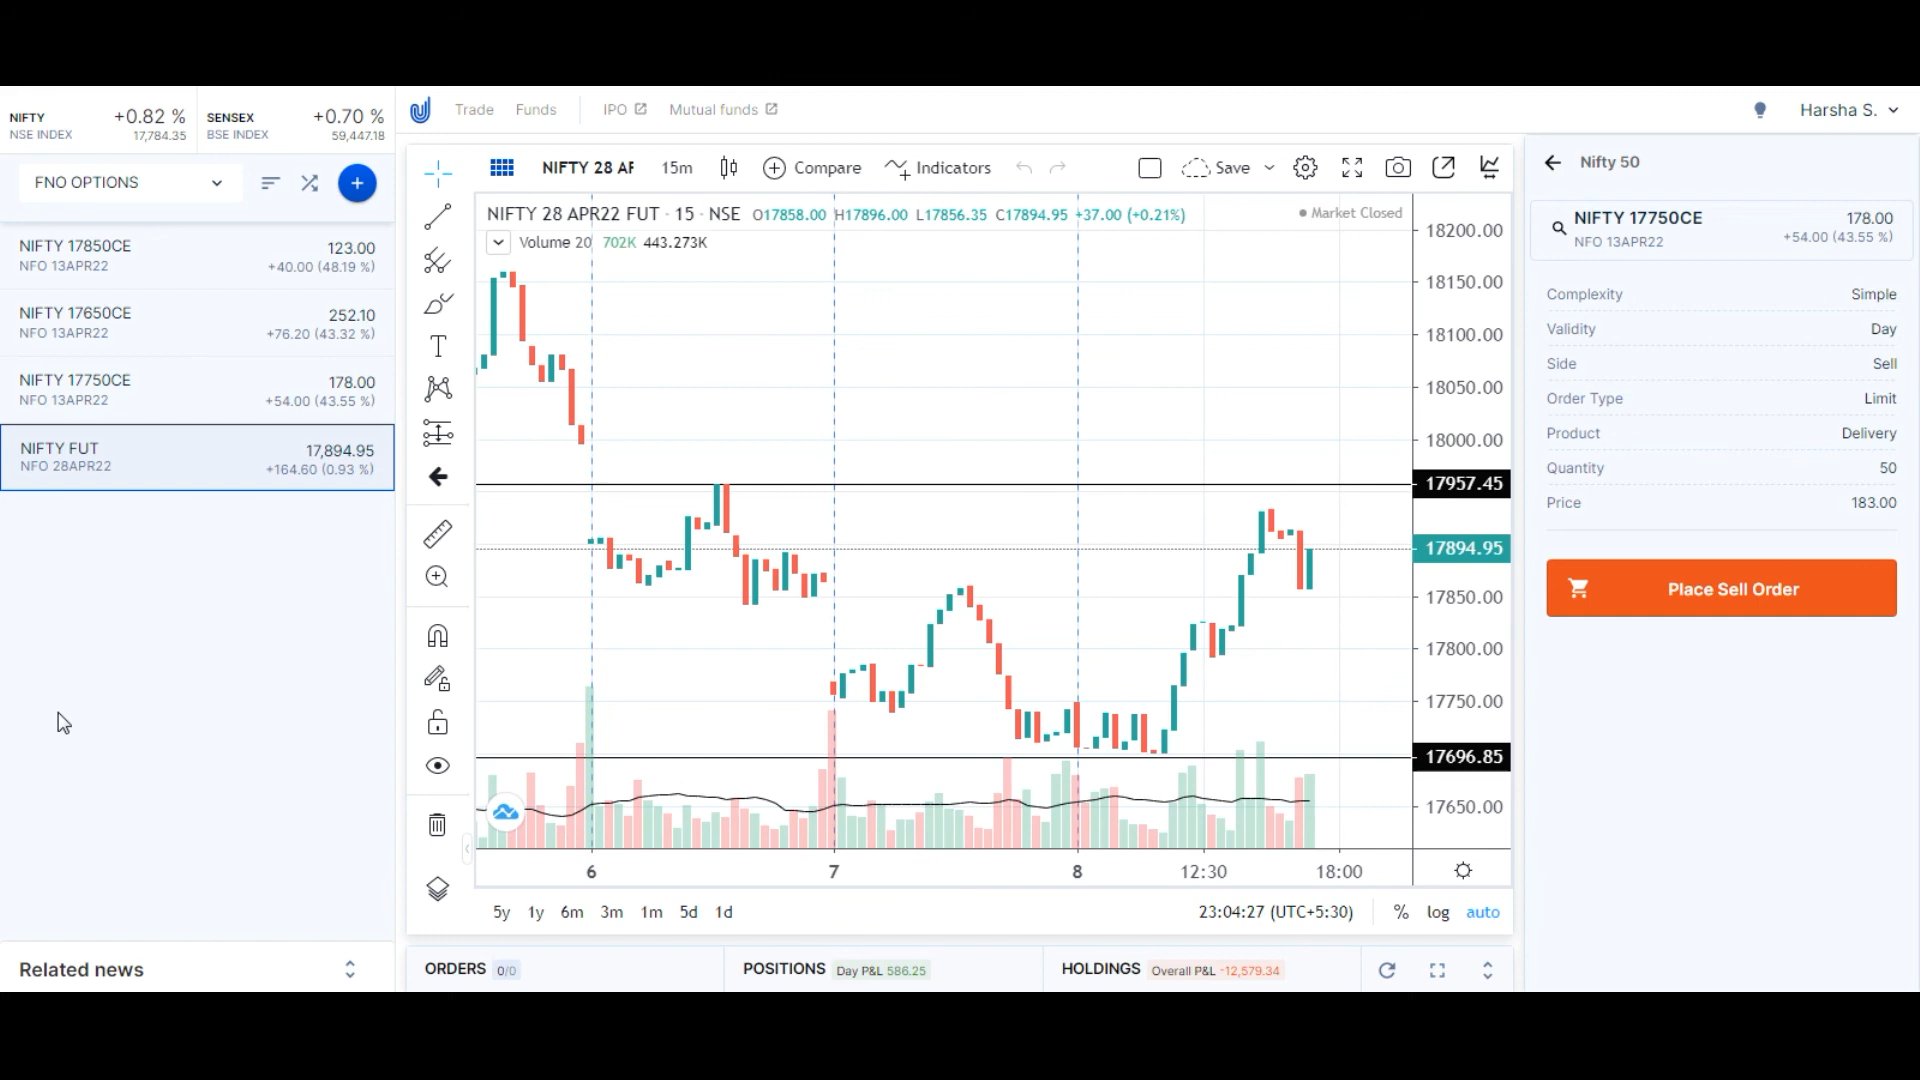 NIFTY +0.82 % SENSEX +0.70 %
NSE INDEX 17,784.35 BSE INDEX 59,447.18
FNO OPTIONS
NIFTY 17850CE 123.00
NFO 13APR22 +40.00 (48.19 %)
NIFTY 17650CE 252.10
NFO 13APR22 +76.20 (43.32 %)
NIFTY 17750CE 178.00
NFO 13APR22 +54.00 (43.55 %)
NIFTY FUT 17,894.95
NFO 28APR22 +164.60 (0.93 %)
Related news
Trade Funds IPO Mutual funds Harsha S.
NIFTY 28 AF 15m Compare Indicators Save
NIFTY 28 APR22 FUT · 15 · NSE O17858.00 H17896.00 L17856.35 C17894.95 +37.00 (+0.21%) Market Closed
Volume 20 702K 443.273K
18200.00
18150.00
18100.00
18050.00
18000.00
17957.45
17894.95
17850.00
17800.00
17750.00
17696.85
17650.00
6 7 8 12:30 18:00
5y 1y 6m 3m 1m 5d 1d 23:04:27 (UTC+5:30) % log auto
ORDERS 0/0 POSITIONS Day P&L 586.25 HOLDINGS Overall P&L -12,579.34
Nifty 50
NIFTY 17750CE 178.00
NFO 13APR22 +54.00 (43.55 %)
Complexity Simple
Validity Day
Side Sell
Order Type Limit
Product Delivery
Quantity 50
Price 183.00
Place Sell Order